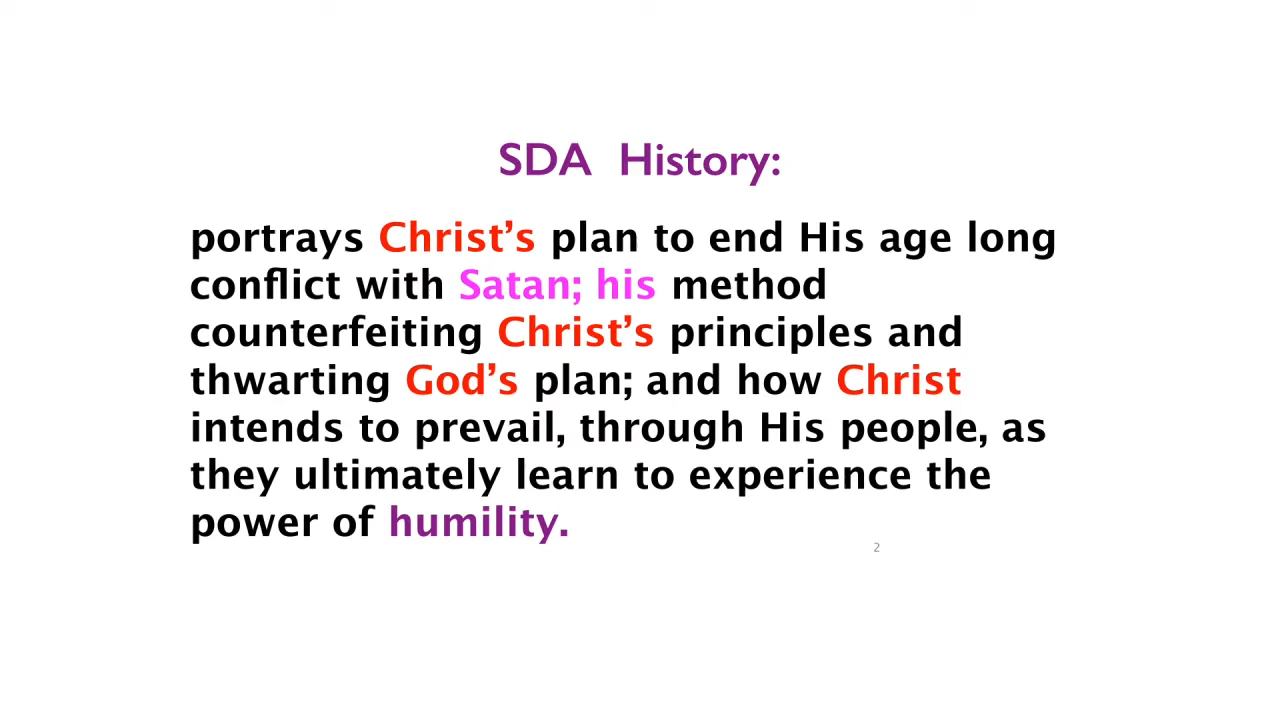 SDA History:
portrays Christ’s plan to end His age long
conflict with Satan; his method
counterfeiting Christ’s principles and
thwarting God’s plan; and how Christ
intends to prevail, through His people, as
they ultimately learn to experience the
power of humility.
2